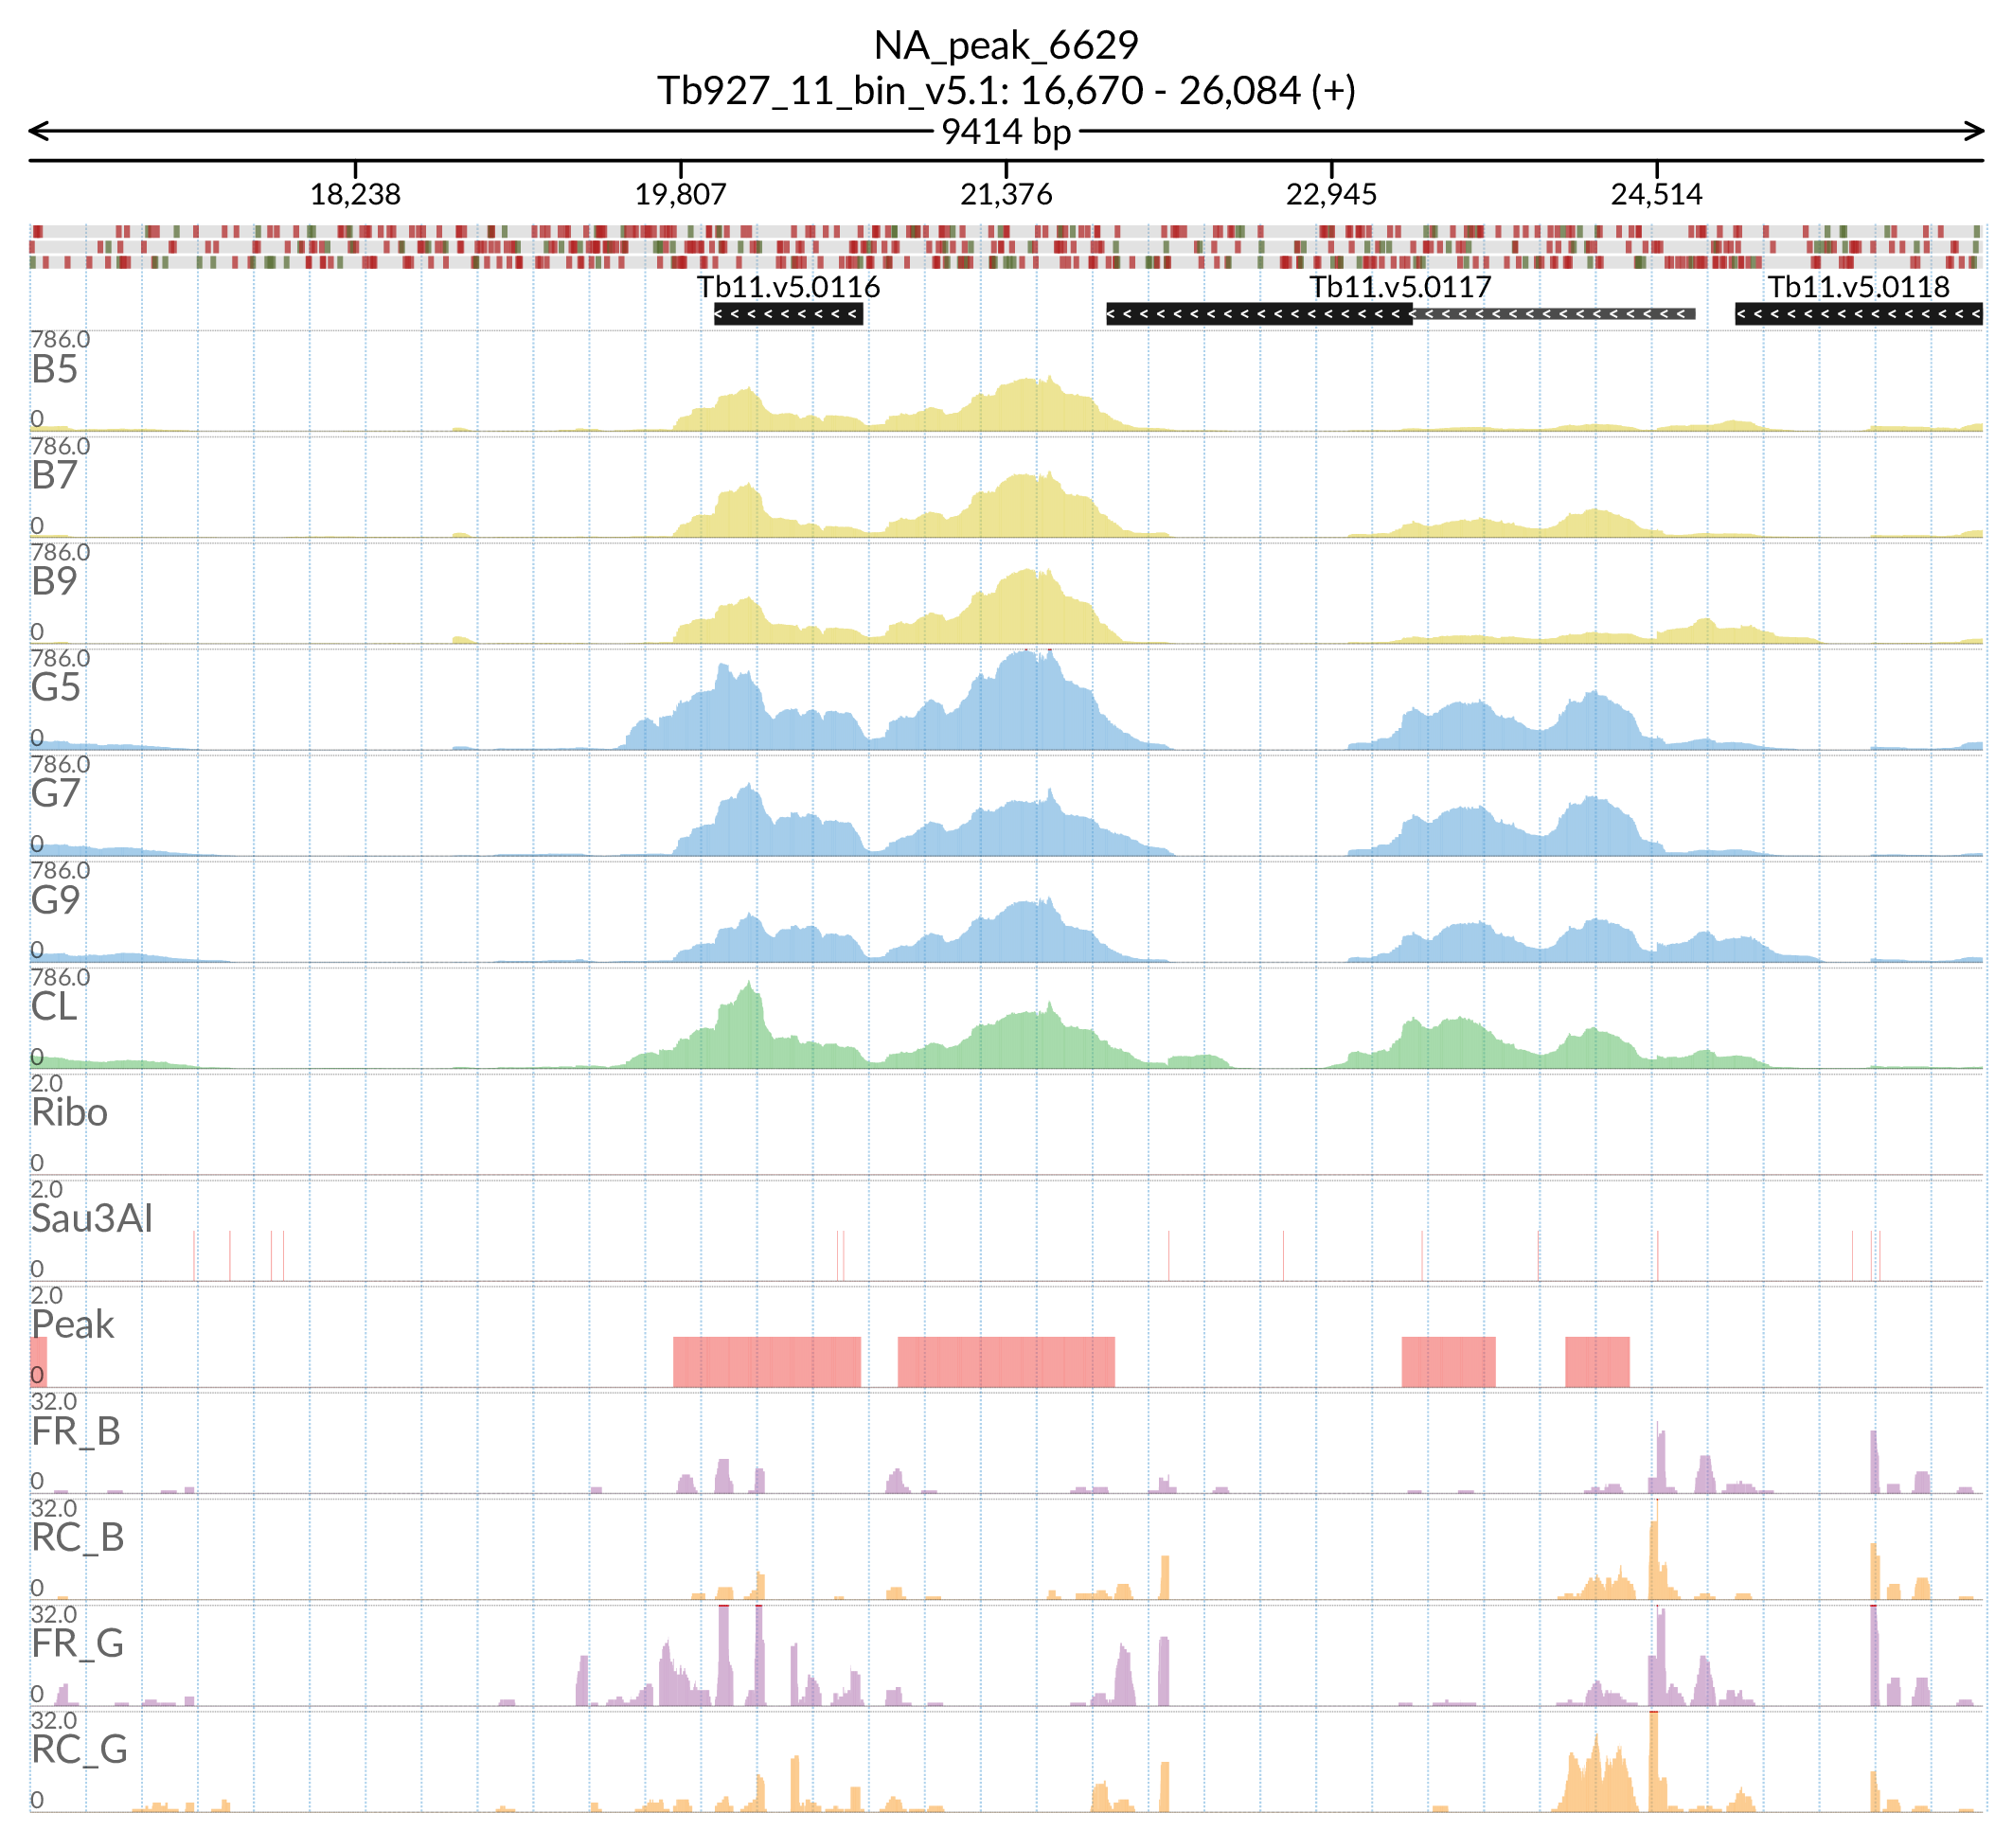 NA_peak_6629
Tb927_11_bin_v5.1: 16,670 - 26,084 (+)
9414 bp
18,238 19,807 21,376 22,945 24,514
Tb11.v5.0116 Tb11.v5.0117 Tb11.v5.0118
786.0
B5
0
786.0
B7
0
786.0
B9
0
786.0
G5
0
786.0
G7
0
786.0
G9
0
786.0
CL
0
2.0
Ribo
0
2.0
Sau3AI
0
2.0
Peak
0
32.0
FR_B
0
32.0
RC_B
0
32.0
FR_G
0
32.0
RC_G
0